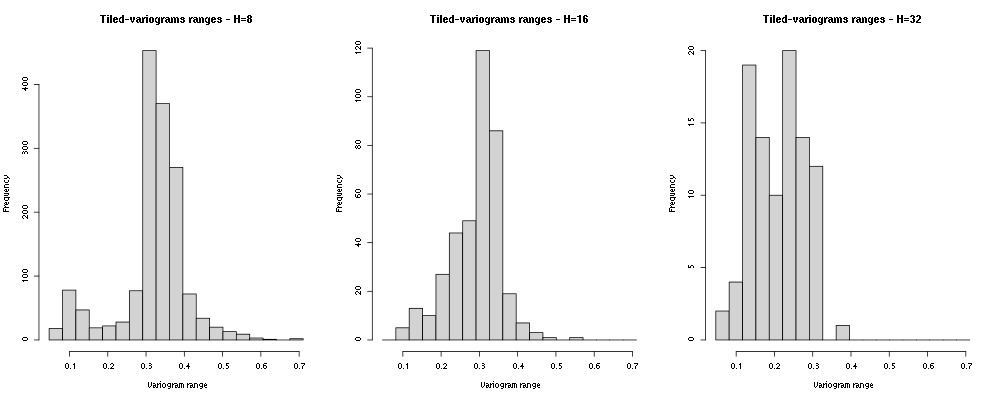 Tiled-variograms ranges - H=8
Frequency
0
100
200
300
400
0.1 0.2 0.3 0.4 0.5 0.6 0.7
Variogram range
Tiled-variograms ranges - H=16
Frequency
0
20
40
60
80
100
120
0.1 0.2 0.3 0.4 0.5 0.6 0.7
Variogram range
Tiled-variograms ranges - H=32
Frequency
0
5
10
15
20
0.1 0.2 0.3 0.4 0.5 0.6 0.7
Variogram range